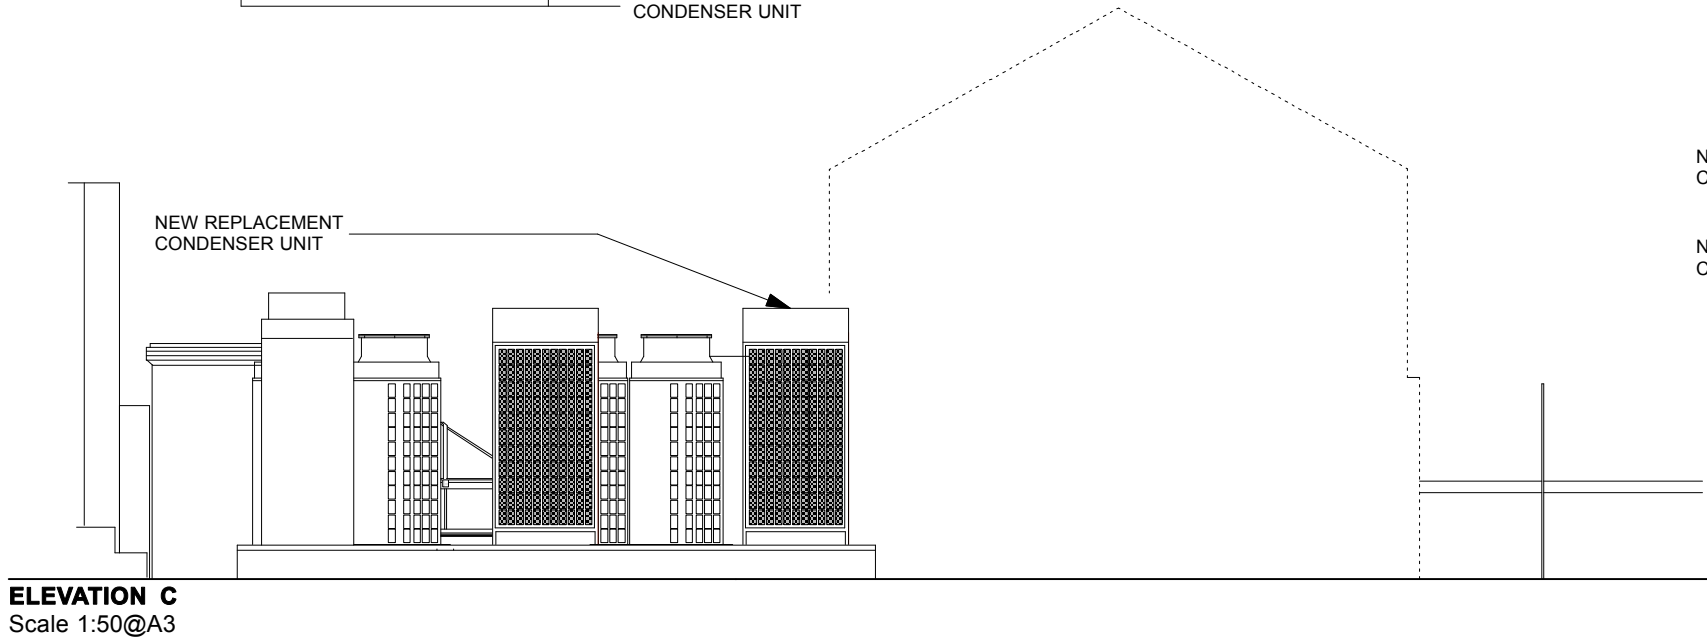 CONDENSER UNIT
NEW REPLACEMENT
CONDENSER UNIT
N
C
N
C
ELEVATION C
Scale 1:50@A3